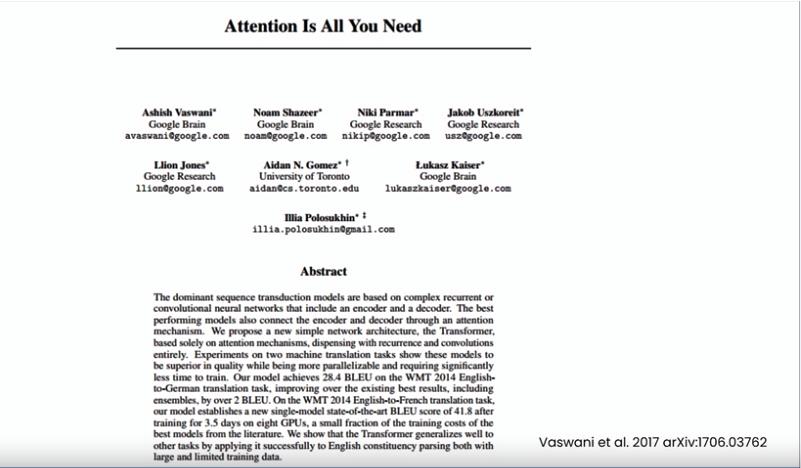 Attention Is All You Need
Ashish Vaswani* Noam Shazeer* Niki Parmar* Jakob Uszkoreit*
Google Brain Google Brain Google Research Google Research
avaswani@google.com noam@google.com nikip@google.com usz@google.com
Llion Jones* Aidan N. Gomez* † Łukasz Kaiser*
Google Research University of Toronto Google Brain
llion@google.com aidan@cs.toronto.edu lukaszkaiser@google.com
Illia Polosukhin* ‡
illia.polosukhin@gmail.com
Abstract
The dominant sequence transduction models are based on complex recurrent or
convolutional neural networks that include an encoder and a decoder. The best
performing models also connect the encoder and decoder through an attention
mechanism. We propose a new simple network architecture, the Transformer,
based solely on attention mechanisms, dispensing with recurrence and convolutions
entirely. Experiments on two machine translation tasks show these models to
be superior in quality while being more parallelizable and requiring significantly
less time to train. Our model achieves 28.4 BLEU on the WMT 2014 English-
to-German translation task, improving over the existing best results, including
ensembles, by over 2 BLEU. On the WMT 2014 English-to-French translation task,
our model establishes a new single-model state-of-the-art BLEU score of 41.8 after
training for 3.5 days on eight GPUs, a small fraction of the training costs of the
best models from the literature. We show that the Transformer generalizes well to
other tasks by applying it successfully to English constituency parsing both with
large and limited training data.
Vaswani et al. 2017 arXiv:1706.03762